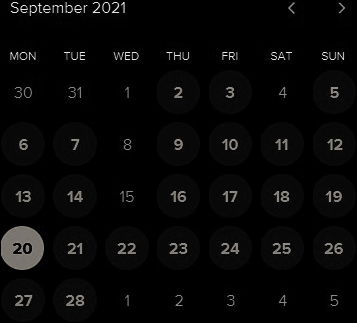 September 2021
MON TUE WED THU FRI SAT SUN
30 31 1 2 3 4 5
6 7 8 9 10 11 12
13 14 15 16 17 18 19
20 21 22 23 24 25 26
27 28 1 2 3 4 5